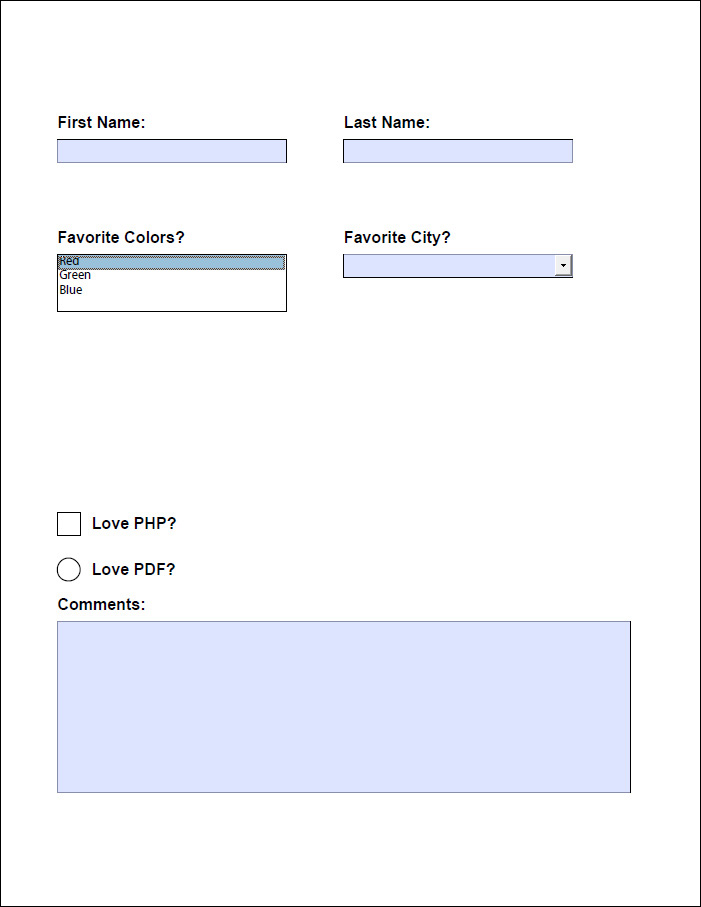 First Name: Last Name:
Favorite Colors? Favorite City?
Red
Green
Blue
Love PHP?
Love PDF?
Comments: